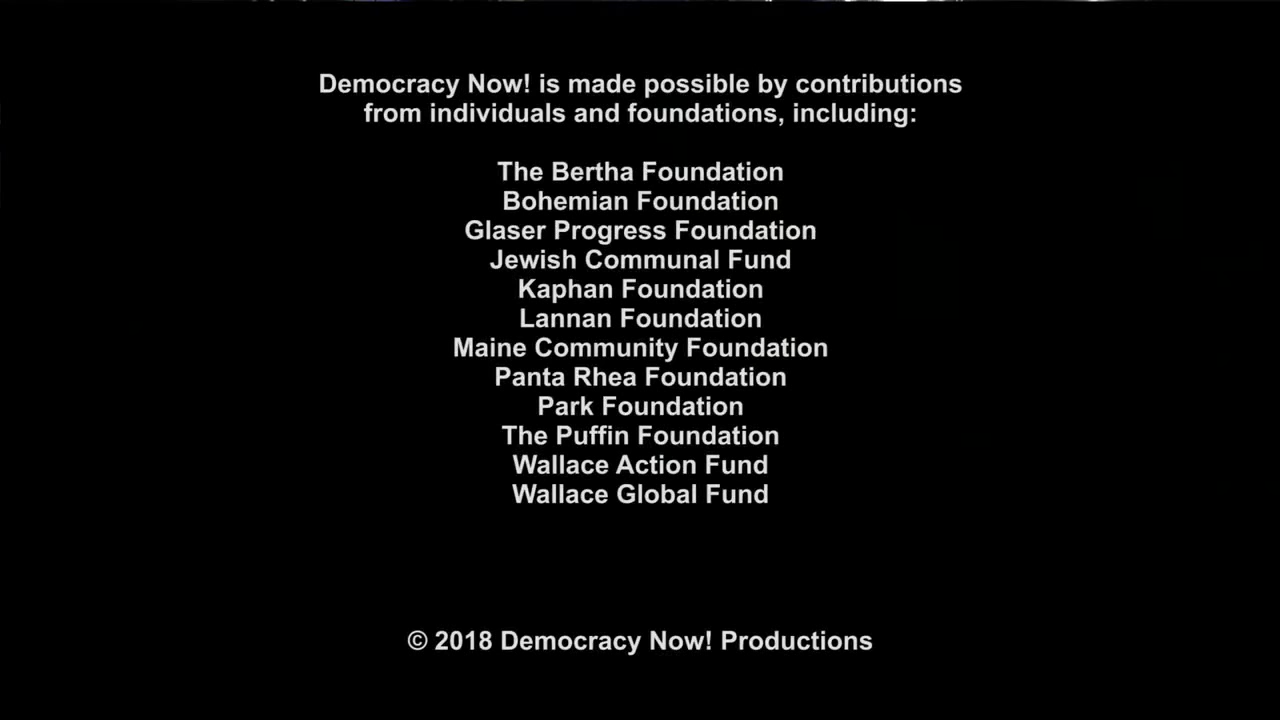 Democracy Now! is made possible by contributions
from individuals and foundations, including:
The Bertha Foundation
Bohemian Foundation
Glaser Progress Foundation
Jewish Communal Fund
Kaphan Foundation
Lannan Foundation
Maine Community Foundation
Panta Rhea Foundation
Park Foundation
The Puffin Foundation
Wallace Action Fund
Wallace Global Fund
© 2018 Democracy Now! Productions